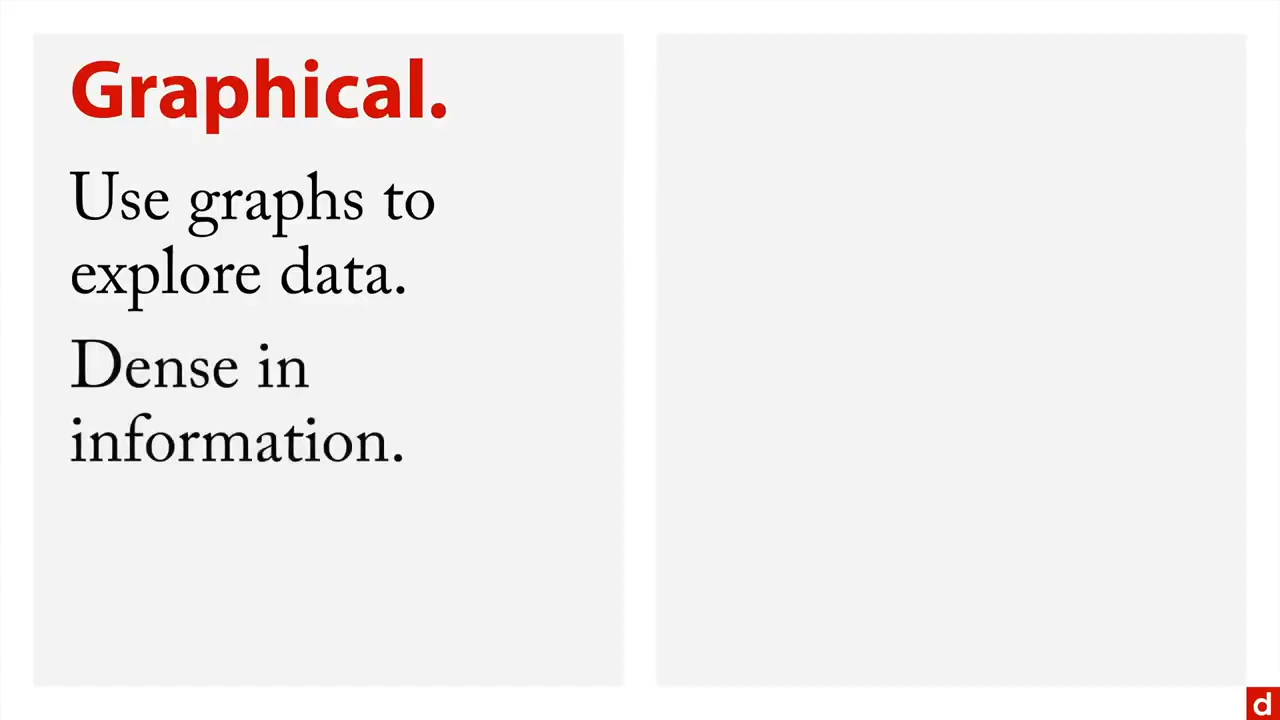 Graphical.
Use graphs to
explore data.
Dense in
information.
d